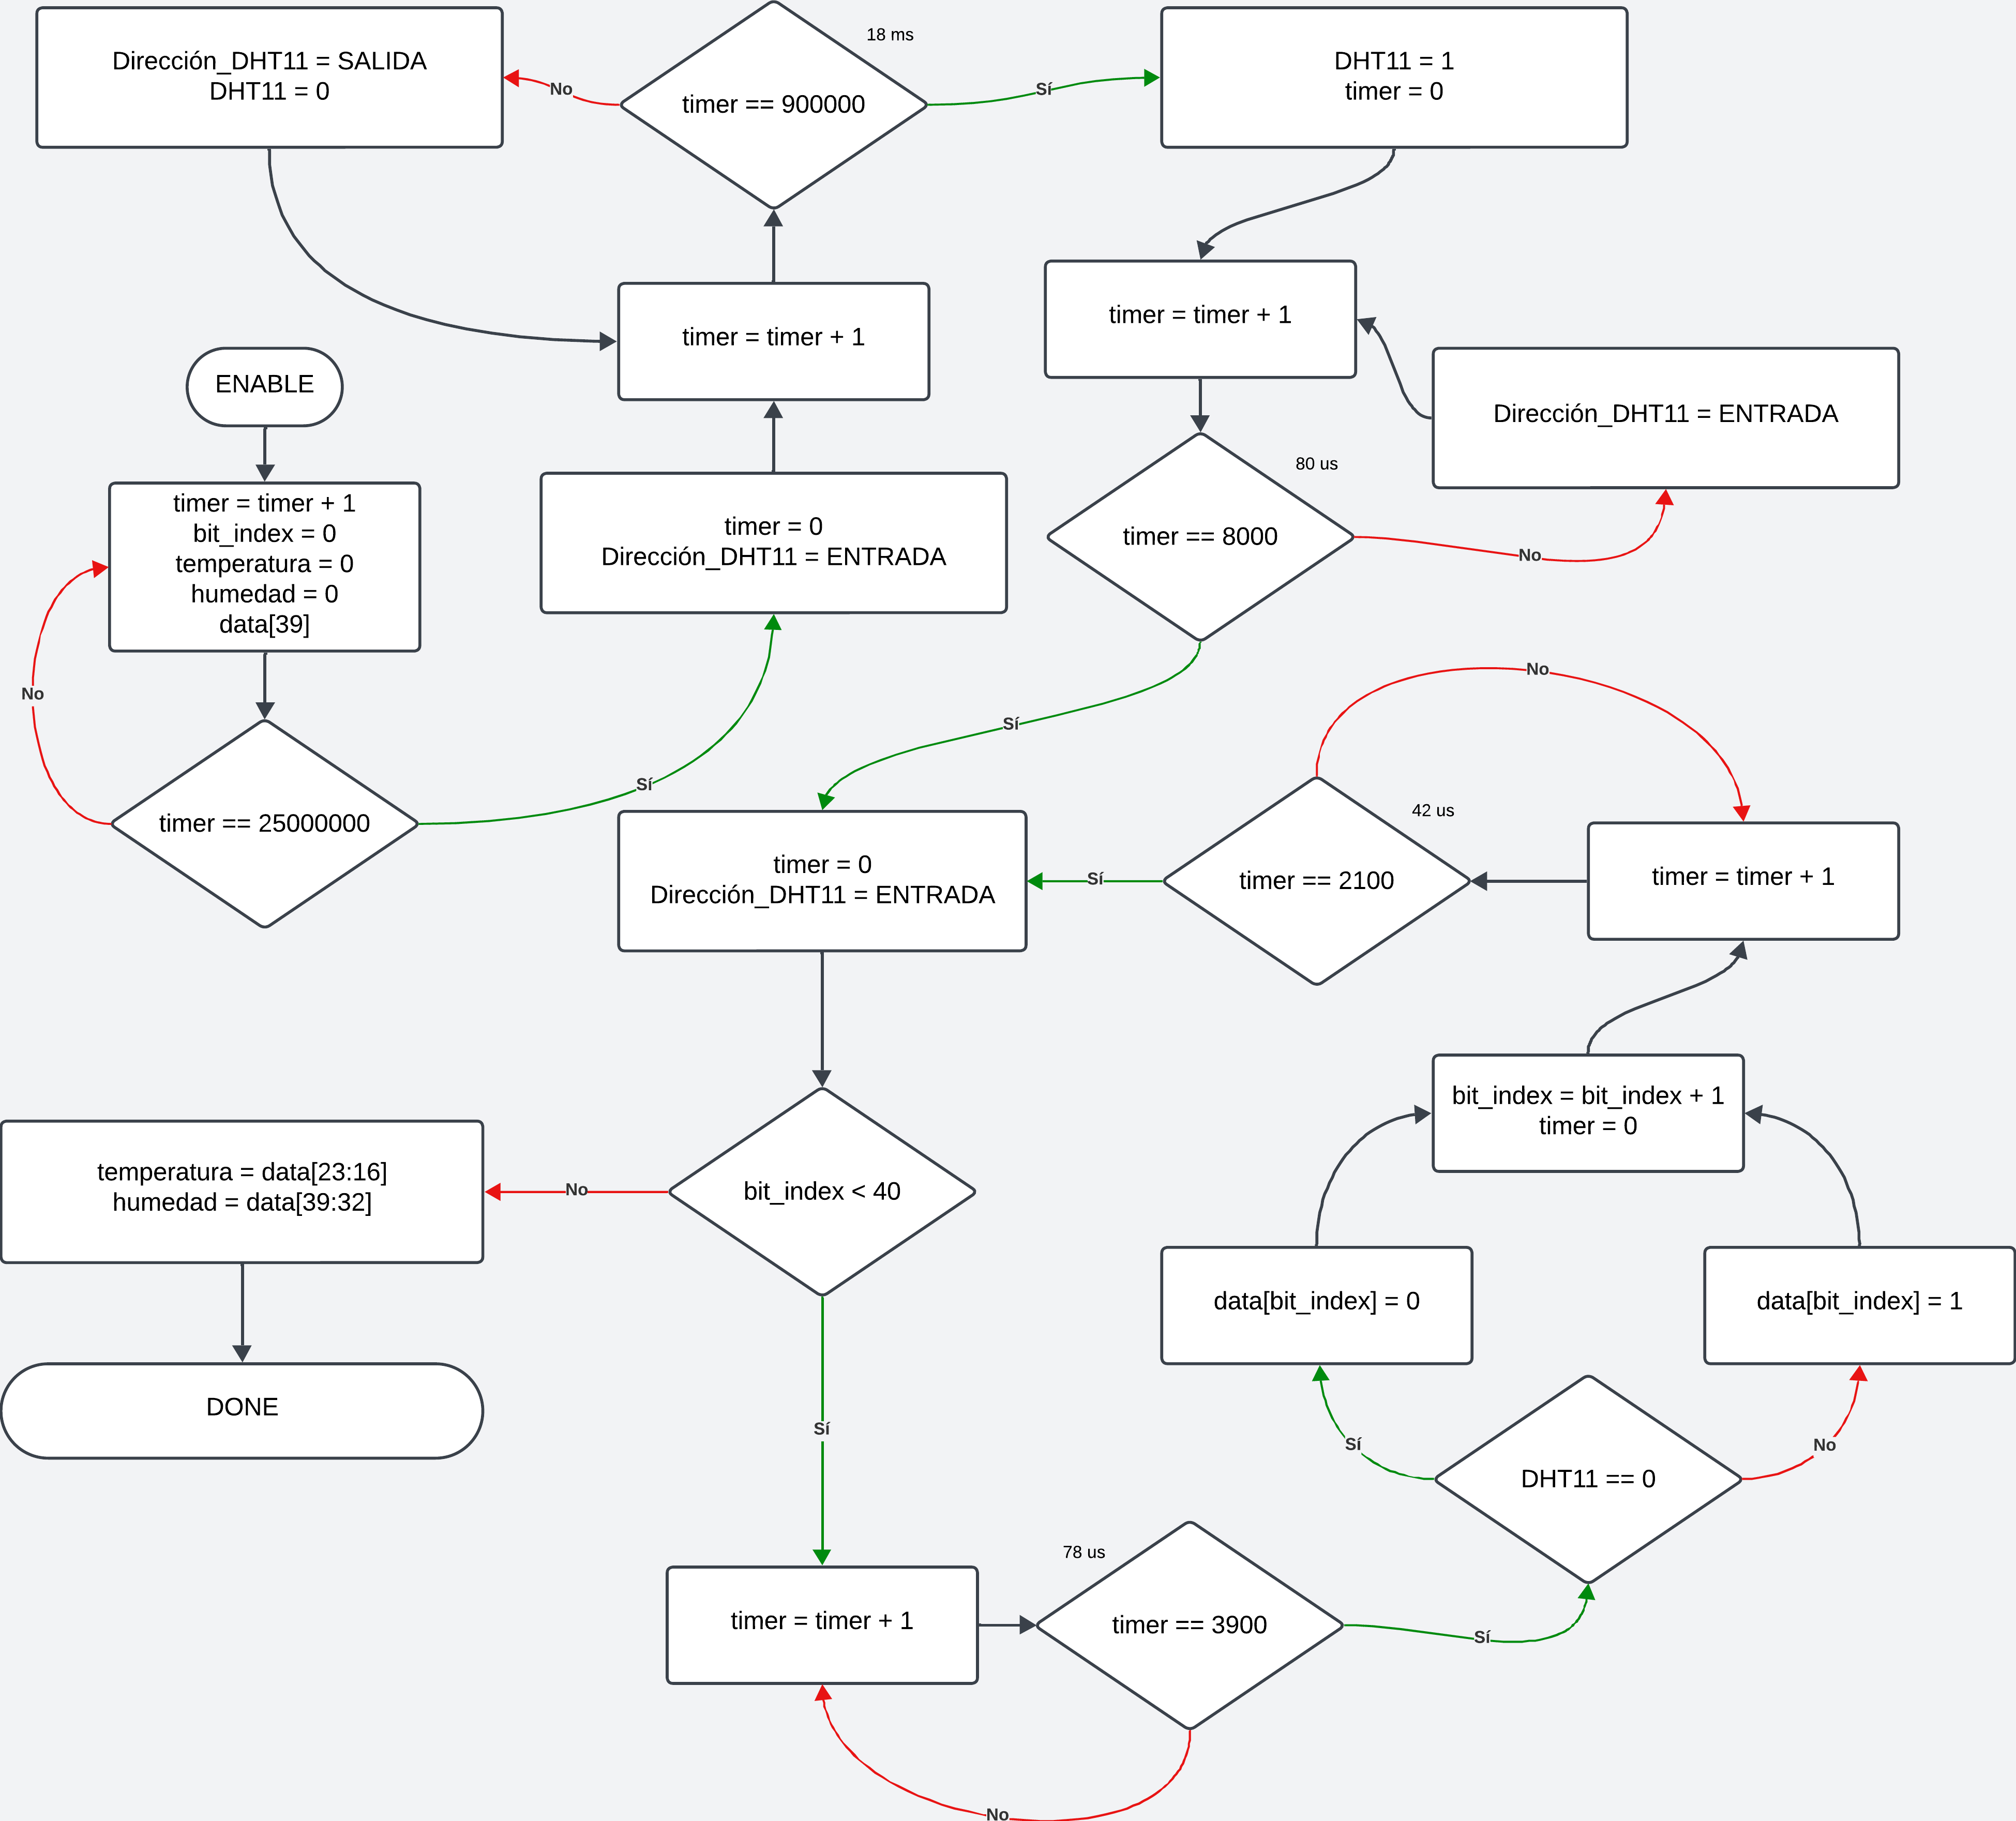 Dirección_DHT11 = SALIDA
DHT11 = 0
No
timer == 900000
18 ms
Sí
DHT11 = 1
timer = 0
timer = timer + 1
timer = timer + 1
Dirección_DHT11 = ENTRADA
ENABLE
timer = timer + 1
bit_index = 0
temperatura = 0
humedad = 0
data[39]
timer = 0
Dirección_DHT11 = ENTRADA
80 us
timer == 8000
No
No
timer == 25000000
Sí
Sí
No
timer = 0
Dirección_DHT11 = ENTRADA
Sí
42 us
timer == 2100
timer = timer + 1
bit_index = bit_index + 1
timer = 0
temperatura = data[23:16]
humedad = data[39:32]
No
bit_index < 40
data[bit_index] = 0
data[bit_index] = 1
DONE
Sí
Sí
DHT11 == 0
No
timer = timer + 1
78 us
timer == 3900
Sí
No